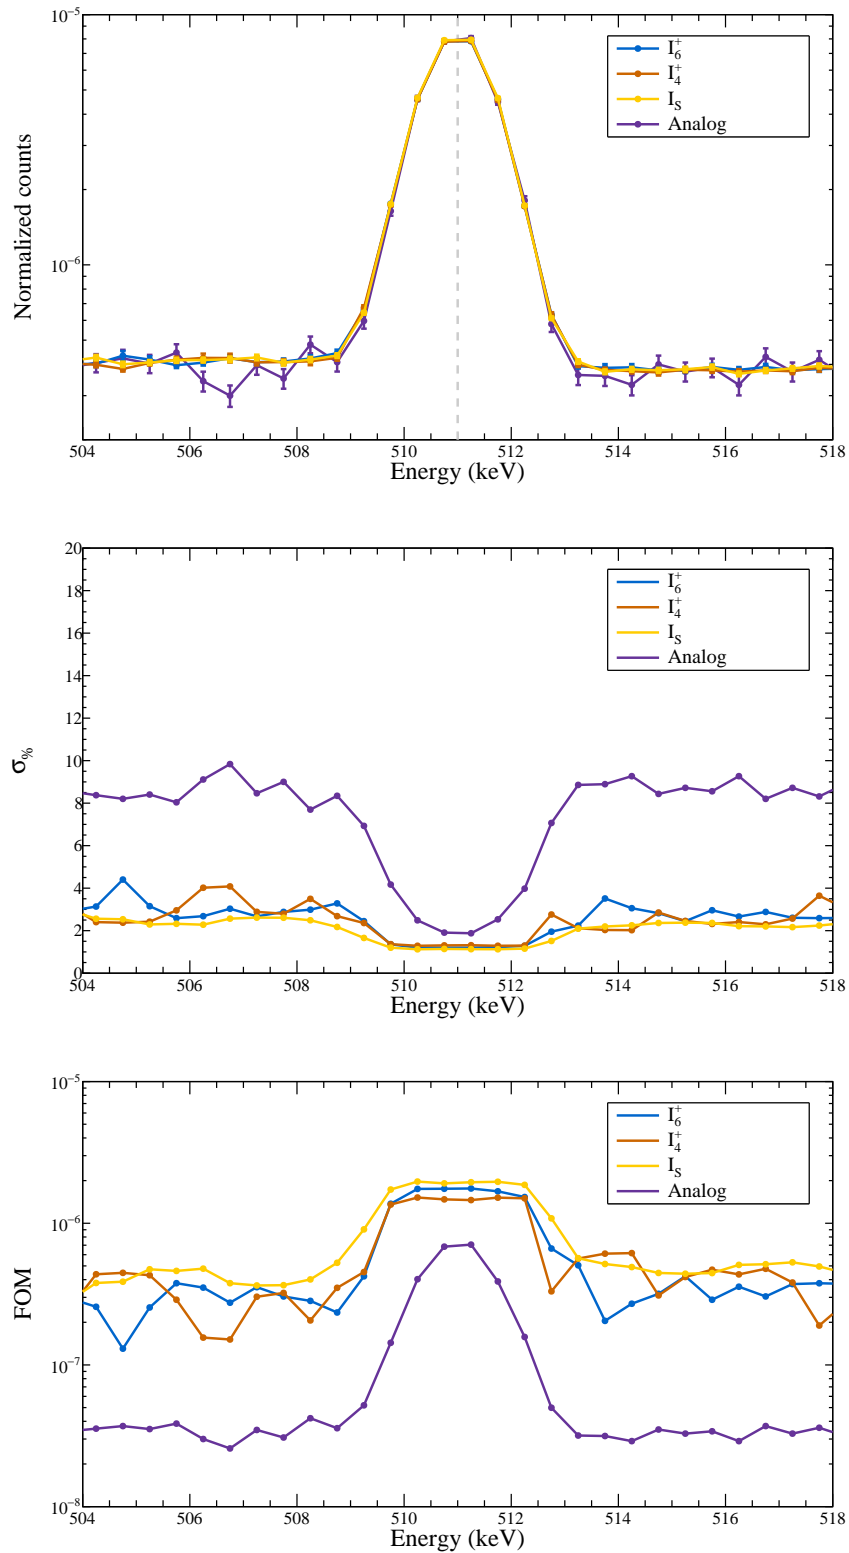 10⁻⁵
I₆⁺
I₄⁺
Iₛ
Analog
Normalized counts
10⁻⁶
504 506 508 510 512 514 516 518
Energy (keV)
20
18
16
14
12
10
8
6
4
2
0
I₆⁺
I₄⁺
Iₛ
Analog
σ%
504 506 508 510 512 514 516 518
Energy (keV)
10⁻⁵
I₆⁺
I₄⁺
Iₛ
Analog
10⁻⁶
FOM
10⁻⁷
10⁻⁸
504 506 508 510 512 514 516 518
Energy (keV)